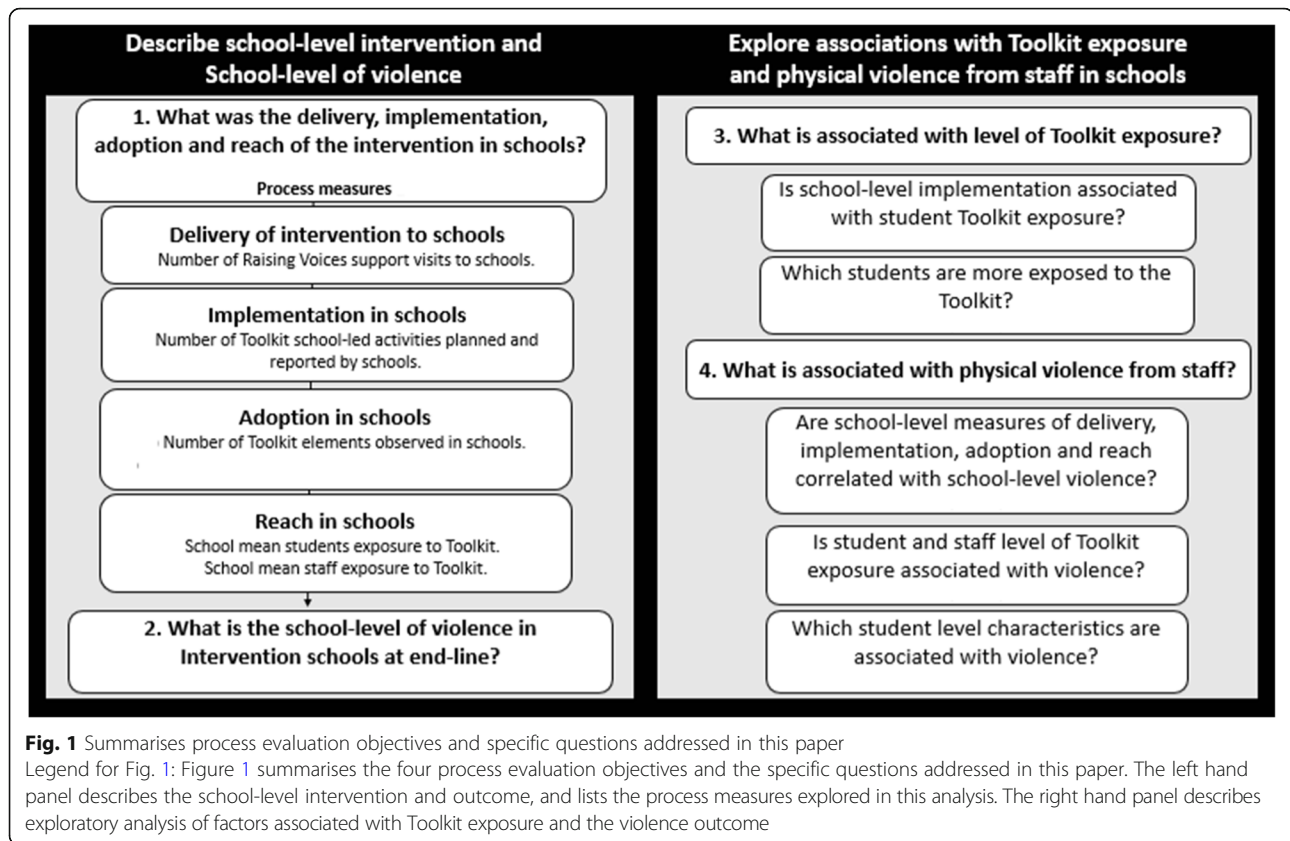 Describe school-level intervention and
School-level of violence
1. What was the delivery, implementation,
adoption and reach of the intervention in schools?
Process measures
Delivery of intervention to schools
Number of Raising Voices support visits to schools.
Implementation in schools
Number of Toolkit school-led activities planned and
reported by schools.
Adoption in schools
Number of Toolkit elements observed in schools.
Reach in schools
School mean students exposure to Toolkit.
School mean staff exposure to Toolkit.
2. What is the school-level of violence in
Intervention schools at end-line?
Explore associations with Toolkit exposure
and physical violence from staff in schools
3. What is associated with level of Toolkit exposure?
Is school-level implementation associated
with student Toolkit exposure?
Which students are more exposed to the
Toolkit?
4. What is associated with physical violence from staff?
Are school-level measures of delivery,
implementation, adoption and reach
correlated with school-level violence?
Is student and staff level of Toolkit
exposure associated with violence?
Which student level characteristics are
associated with violence?
Fig. 1 Summarises process evaluation objectives and specific questions addressed in this paper
Legend for Fig. 1: Figure 1 summarises the four process evaluation objectives and the specific questions addressed in this paper. The left hand
panel describes the school-level intervention and outcome, and lists the process measures explored in this analysis. The right hand panel describes
exploratory analysis of factors associated with Toolkit exposure and the violence outcome